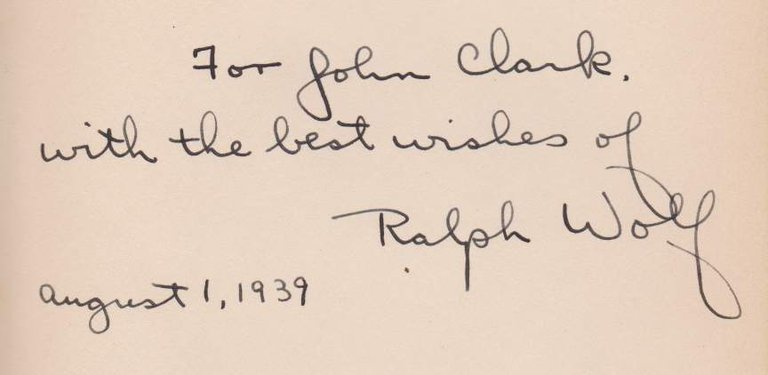 For John Clark.
with the best wishes of
Ralph Wolf
august 1, 1939